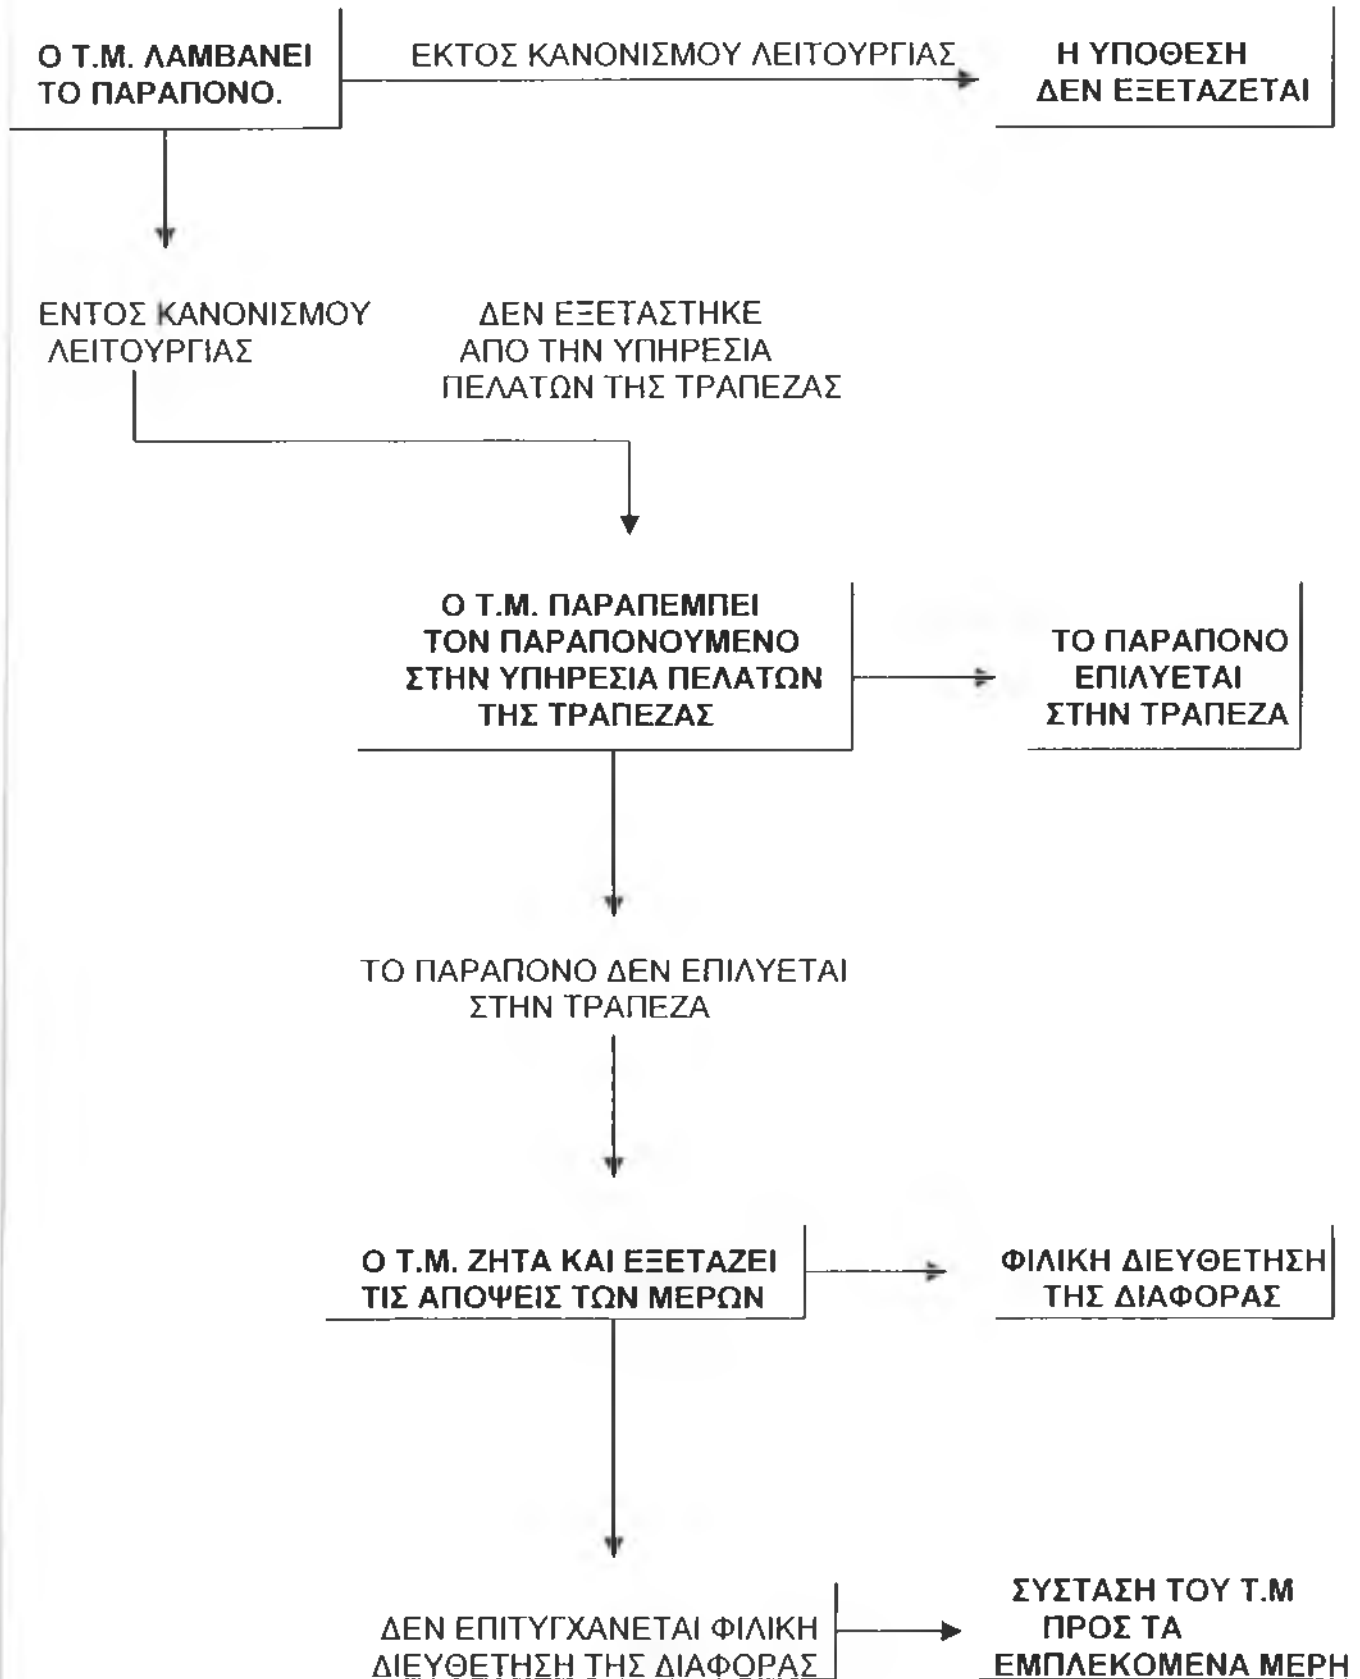 Ο Τ.Μ. ΛΑΜΒΑΝΕΙ
ΤΟ ΠΑΡΑΠΟΝΟ.
ΕΚΤΟΣ ΚΑΝΟΝΙΣΜΟΥ ΛΕΙΤΟΥΡΓΙΑΣ
Η ΥΠΟΘΕΣΗ
ΔΕΝ ΕΞΕΤΑΖΕΤΑΙ
ΕΝΤΟΣ ΚΑΝΟΝΙΣΜΟΥ
ΛΕΙΤΟΥΡΓΙΑΣ
ΔΕΝ ΕΞΕΤΑΣΤΗΚΕ
ΑΠΟ ΤΗΝ ΥΠΗΡΕΣΙΑ
ΠΕΛΑΤΩΝ ΤΗΣ ΤΡΑΠΕΖΑΣ
Ο Τ.Μ. ΠΑΡΑΠΕΜΠΕΙ
ΤΟΝ ΠΑΡΑΠΟΝΟΥΜΕΝΟ
ΣΤΗΝ ΥΠΗΡΕΣΙΑ ΠΕΛΑΤΩΝ
ΤΗΣ ΤΡΑΠΕΖΑΣ
ΤΟ ΠΑΡΑΠΟΝΟ
ΕΠΙΛΥΕΤΑΙ
ΣΤΗΝ ΤΡΑΠΕΖΑ
ΤΟ ΠΑΡΑΠΟΝΟ ΔΕΝ ΕΠΙΛΥΕΤΑΙ
ΣΤΗΝ ΤΡΑΠΕΖΑ
Ο Τ.Μ. ΖΗΤΑ ΚΑΙ ΕΞΕΤΑΖΕΙ
ΤΙΣ ΑΠΟΨΕΙΣ ΤΩΝ ΜΕΡΩΝ
ΦΙΛΙΚΗ ΔΙΕΥΘΕΤΗΣΗ
ΤΗΣ ΔΙΑΦΟΡΑΣ
ΔΕΝ ΕΠΙΤΥΓΧΑΝΕΤΑΙ ΦΙΛΙΚΗ
ΔΙΕΥΘΕΤΗΣΗ ΤΗΣ ΔΙΑΦΟΡΑΣ
ΣΥΣΤΑΣΗ ΤΟΥ Τ.Μ
ΠΡΟΣ ΤΑ
ΕΜΠΛΕΚΟΜΕΝΑ ΜΕΡΗ